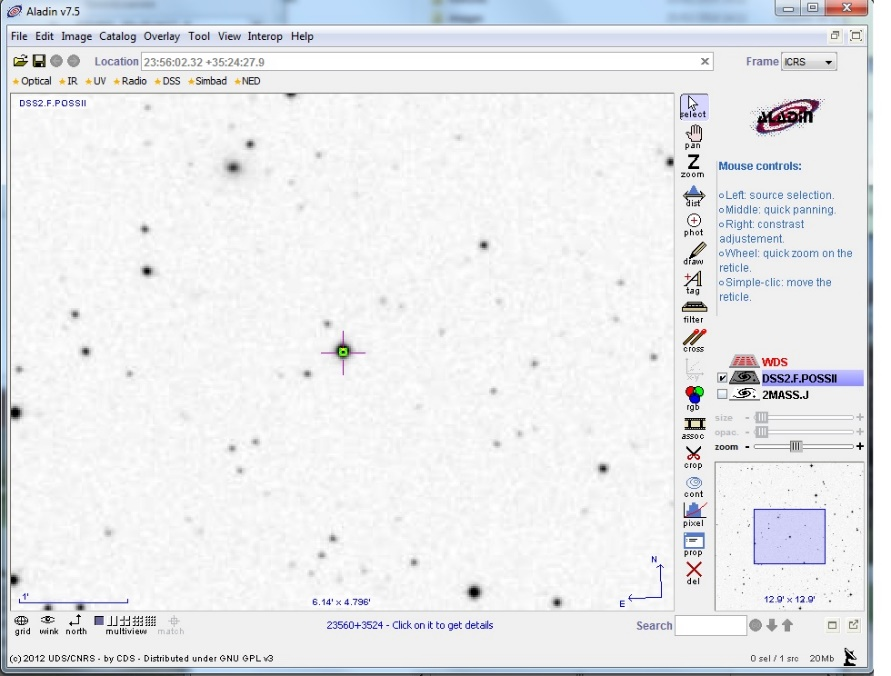 Aladin v7.5
File Edit Image Catalog Overlay Tool View Interop Help
Location 23:56:02.32 +35:24:27.9 Frame ICRS
Optical IR UV Radio DSS Simbad NED
DSS2.F.POSSII
select
pan
Z
zoom
dist
phot
draw
tag
filter
cross
rgb
assoc
crop
cont
pixel
prop
del
ALADIN
Mouse controls:
Left: source selection.
Middle: quick panning.
Right: constrast
adjustement.
Wheel: quick zoom on the
reticle.
Simple-clic: move the
reticle.
WDS
DSS2.F.POSSII
2MASS.J
size - +
opac. - +
zoom - +
12.9' x 12.9'
N
E
1'
6.14' x 4.796'
grid wink north multiview match
23560+3524 - Click on it to get details
Search
(c) 2012 UDS/CNRS - by CDS - Distributed under GNU GPL v3
0 sel / 1 src 20Mb